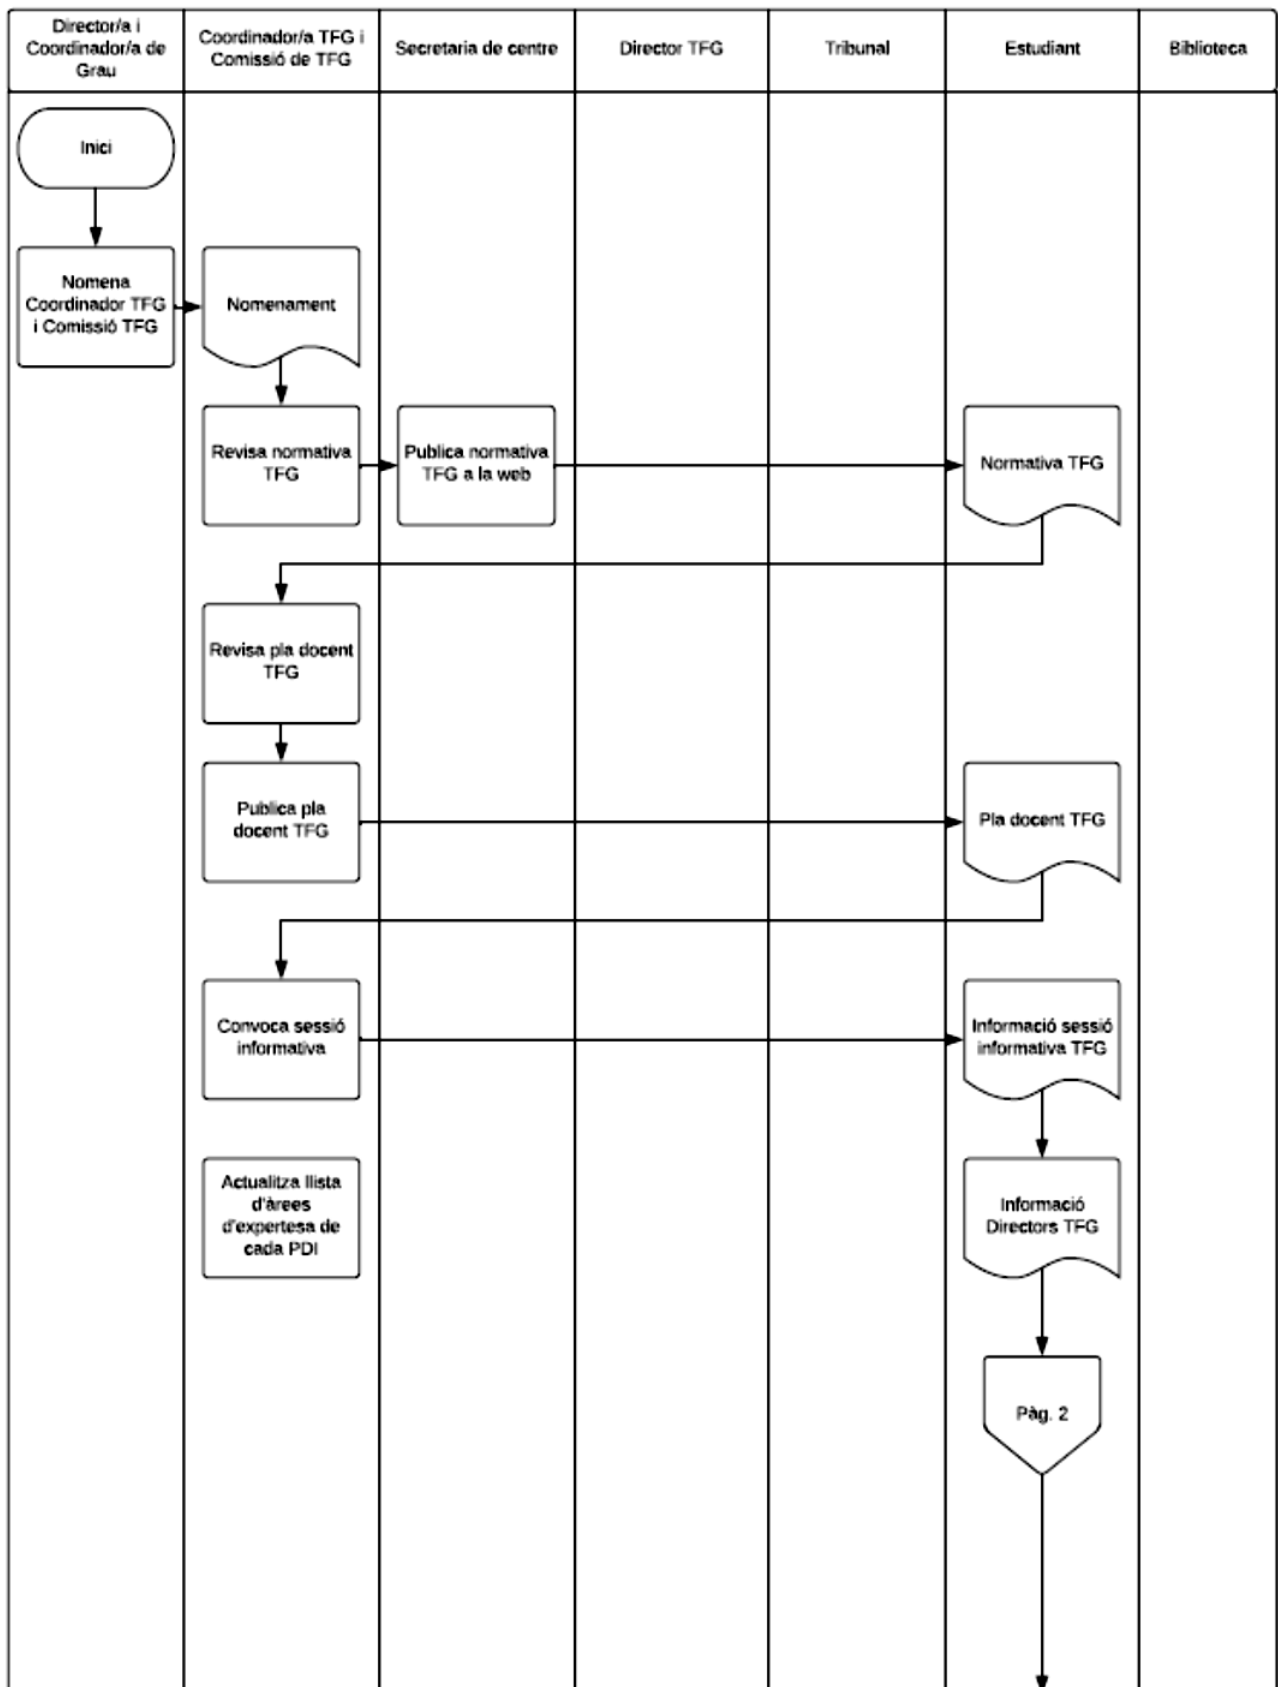 Director/a i
Coordinador/a de
Grau
Coordinador/a TFG i
Comissió de TFG
Secretaria de centre
Director TFG
Tribunal
Estudiant
Biblioteca
Inici
Nomena
Coordinador TFG
i Comissió TFG
Nomenament
Revisa normativa
TFG
Publica normativa
TFG a la web
Normativa TFG
Revisa pla docent
TFG
Publica pla
docent TFG
Pla docent TFG
Convoca sessió
informativa
Informació sessió
informativa TFG
Actualitza llista
d'àrees
d'expertesa de
cada PDI
Informació
Directors TFG
Pàg. 2